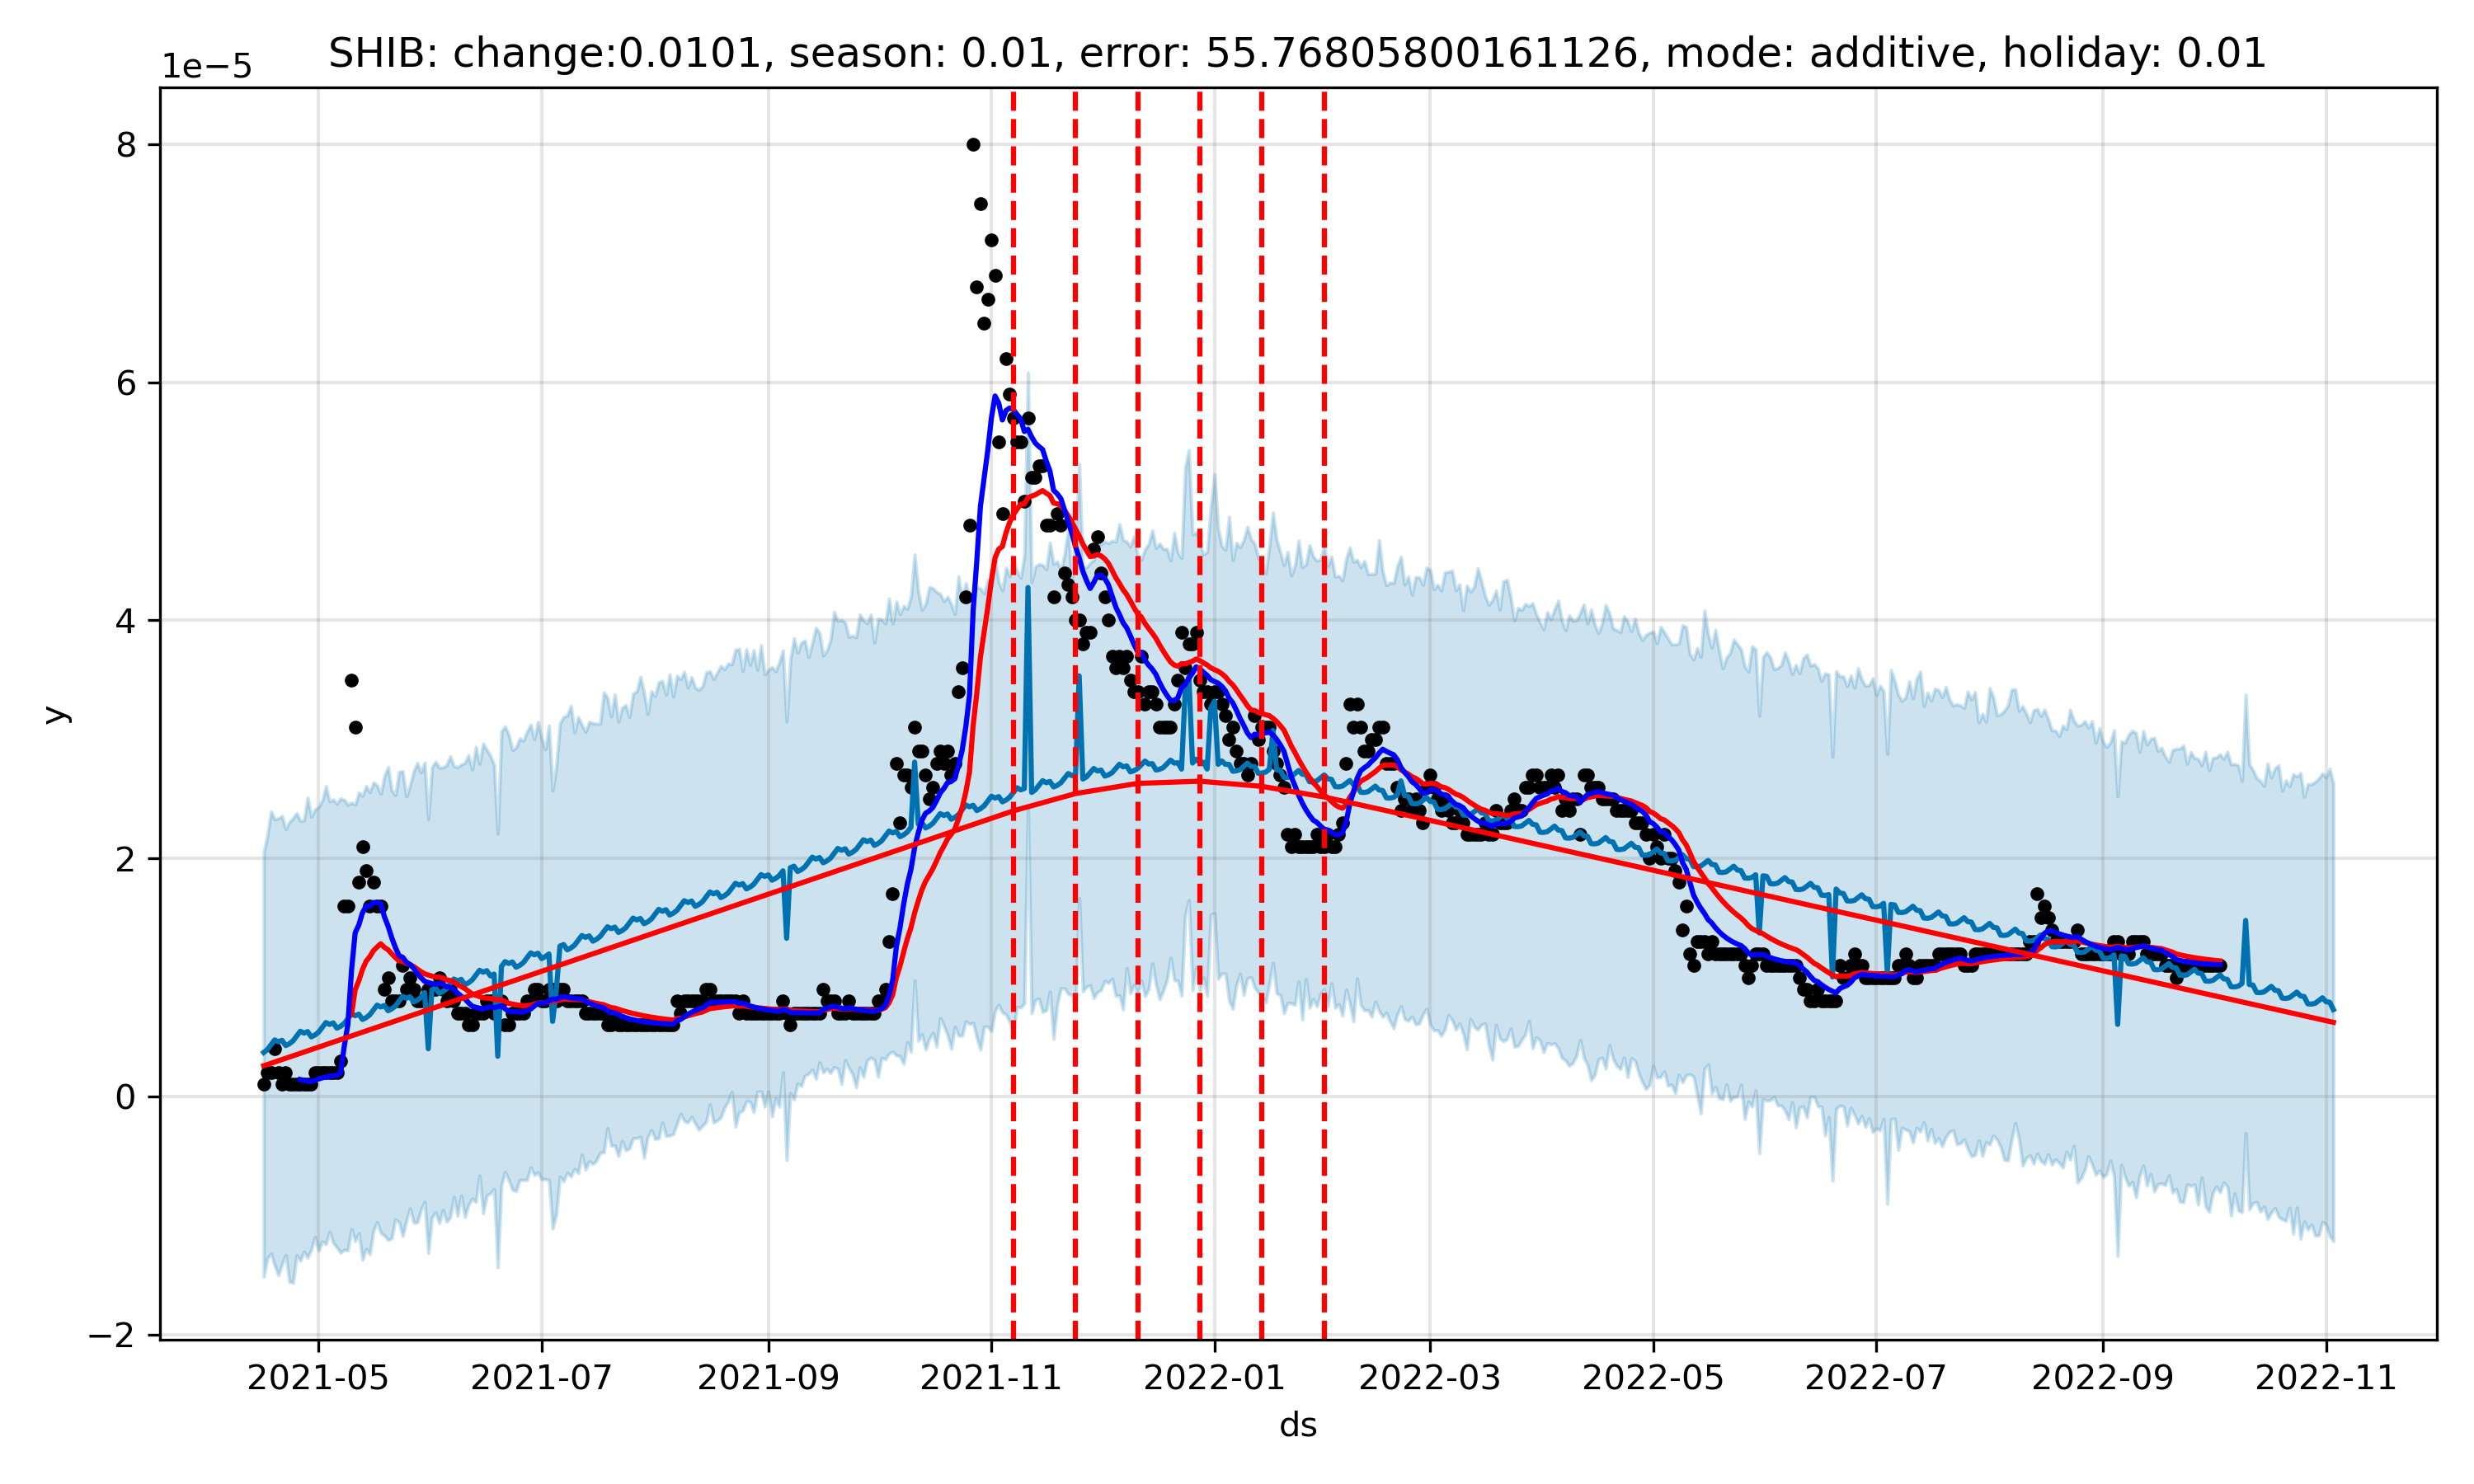 SHIB: change:0.0101, season: 0.01, error: 55.76805800161126, mode: additive, holiday: 0.01
1e−5
8
6
4
2
0
−2
y
2021-05 2021-07 2021-09 2021-11 2022-01 2022-03 2022-05 2022-07 2022-09 2022-11
ds